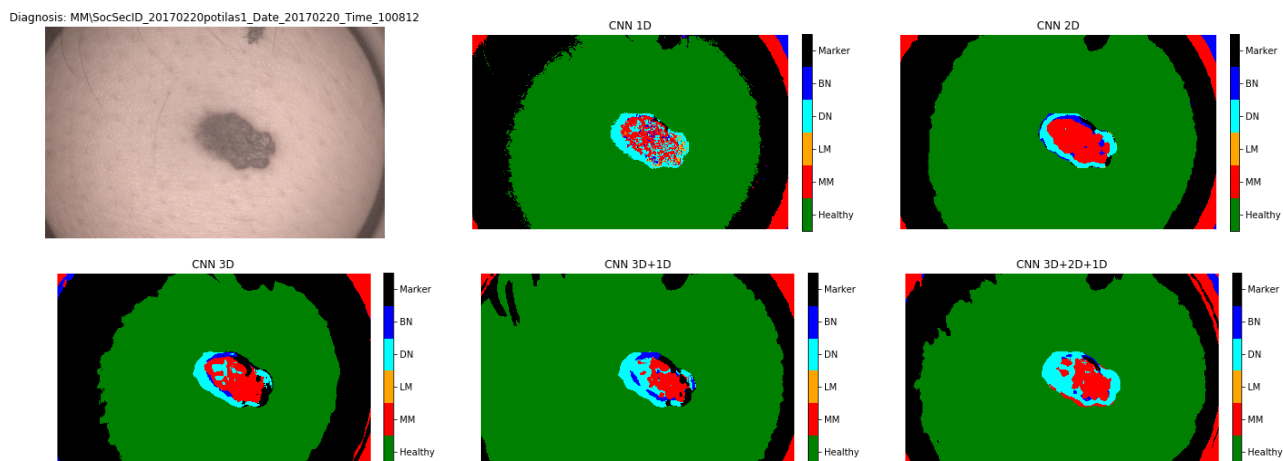 Diagnosis: MM\SocSecID_20170220potilas1_Date_20170220_Time_100812
CNN 1D
Marker
BN
DN
LM
MM
Healthy
CNN 2D
Marker
BN
DN
LM
MM
Healthy
CNN 3D
Marker
BN
DN
LM
MM
Healthy
CNN 3D+1D
Marker
BN
DN
LM
MM
Healthy
CNN 3D+2D+1D
Marker
BN
DN
LM
MM
Healthy